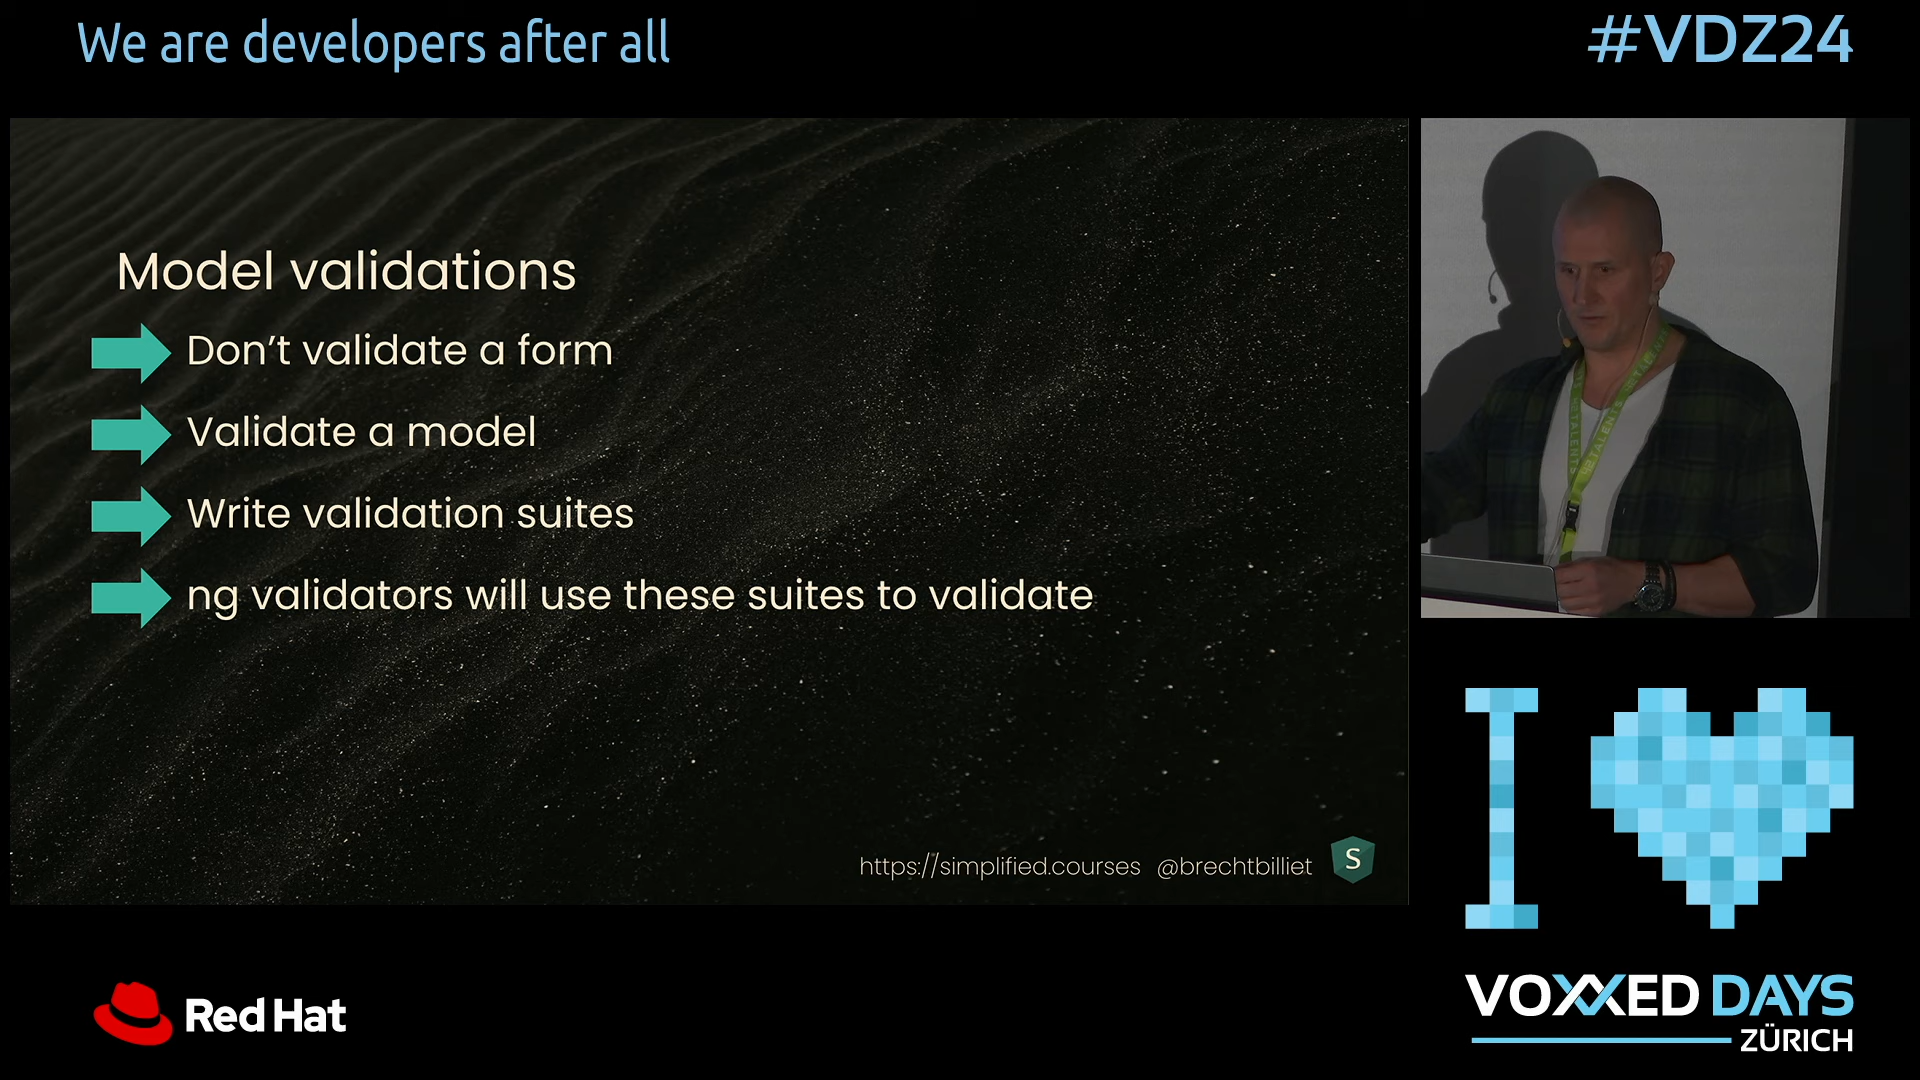 We are developers after all
#VDZ24
Model validations
Don't validate a form
Validate a model
Write validation suites
ng validators will use these suites to validate
https://simplified.courses @brechtbilliet
S
42TALENTS
I
Red Hat
VOXXED DAYS
ZÜRICH